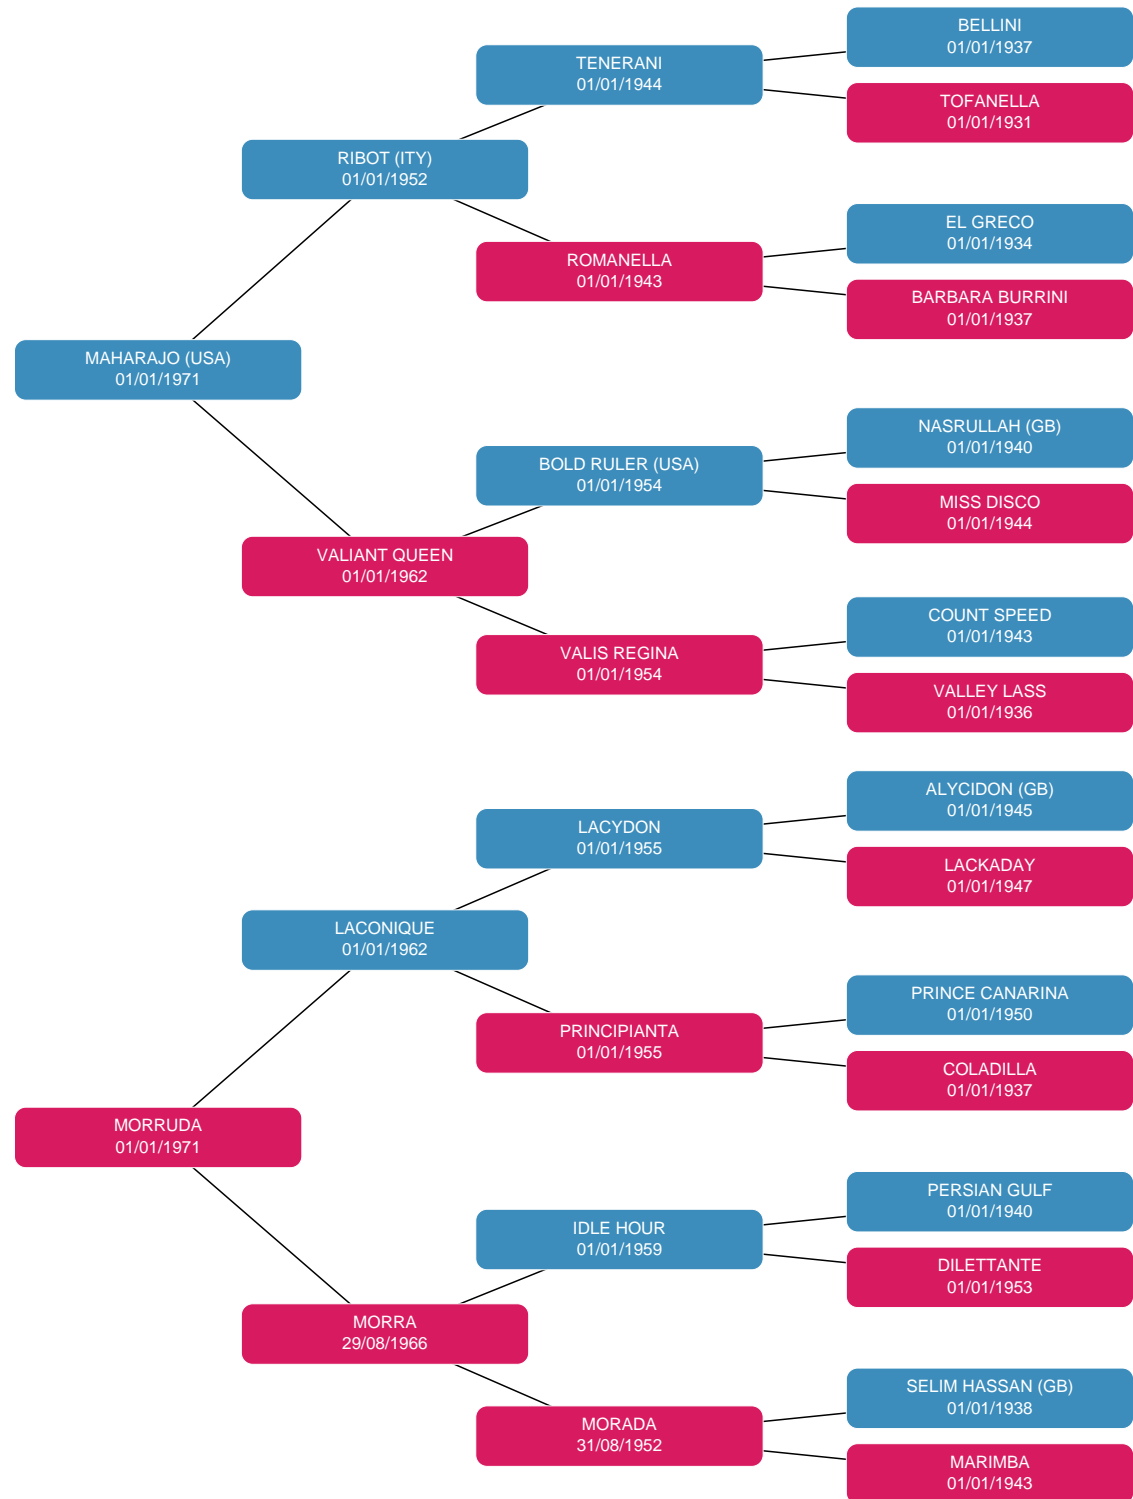 BELLINI
01/01/1937
TENERANI
01/01/1944
TOFANELLA
01/01/1931
RIBOT (ITY)
01/01/1952
EL GRECO
01/01/1934
ROMANELLA
01/01/1943
BARBARA BURRINI
01/01/1937
MAHARAJO (USA)
01/01/1971
NASRULLAH (GB)
01/01/1940
BOLD RULER (USA)
01/01/1954
MISS DISCO
01/01/1944
VALIANT QUEEN
01/01/1962
COUNT SPEED
01/01/1943
VALIS REGINA
01/01/1954
VALLEY LASS
01/01/1936
ALYCIDON (GB)
01/01/1945
LACYDON
01/01/1955
LACKADAY
01/01/1947
LACONIQUE
01/01/1962
PRINCE CANARINA
01/01/1950
PRINCIPIANTA
01/01/1955
COLADILLA
01/01/1937
MORRUDA
01/01/1971
PERSIAN GULF
01/01/1940
IDLE HOUR
01/01/1959
DILETTANTE
01/01/1953
MORRA
29/08/1966
SELIM HASSAN (GB)
01/01/1938
MORADA
31/08/1952
MARIMBA
01/01/1943